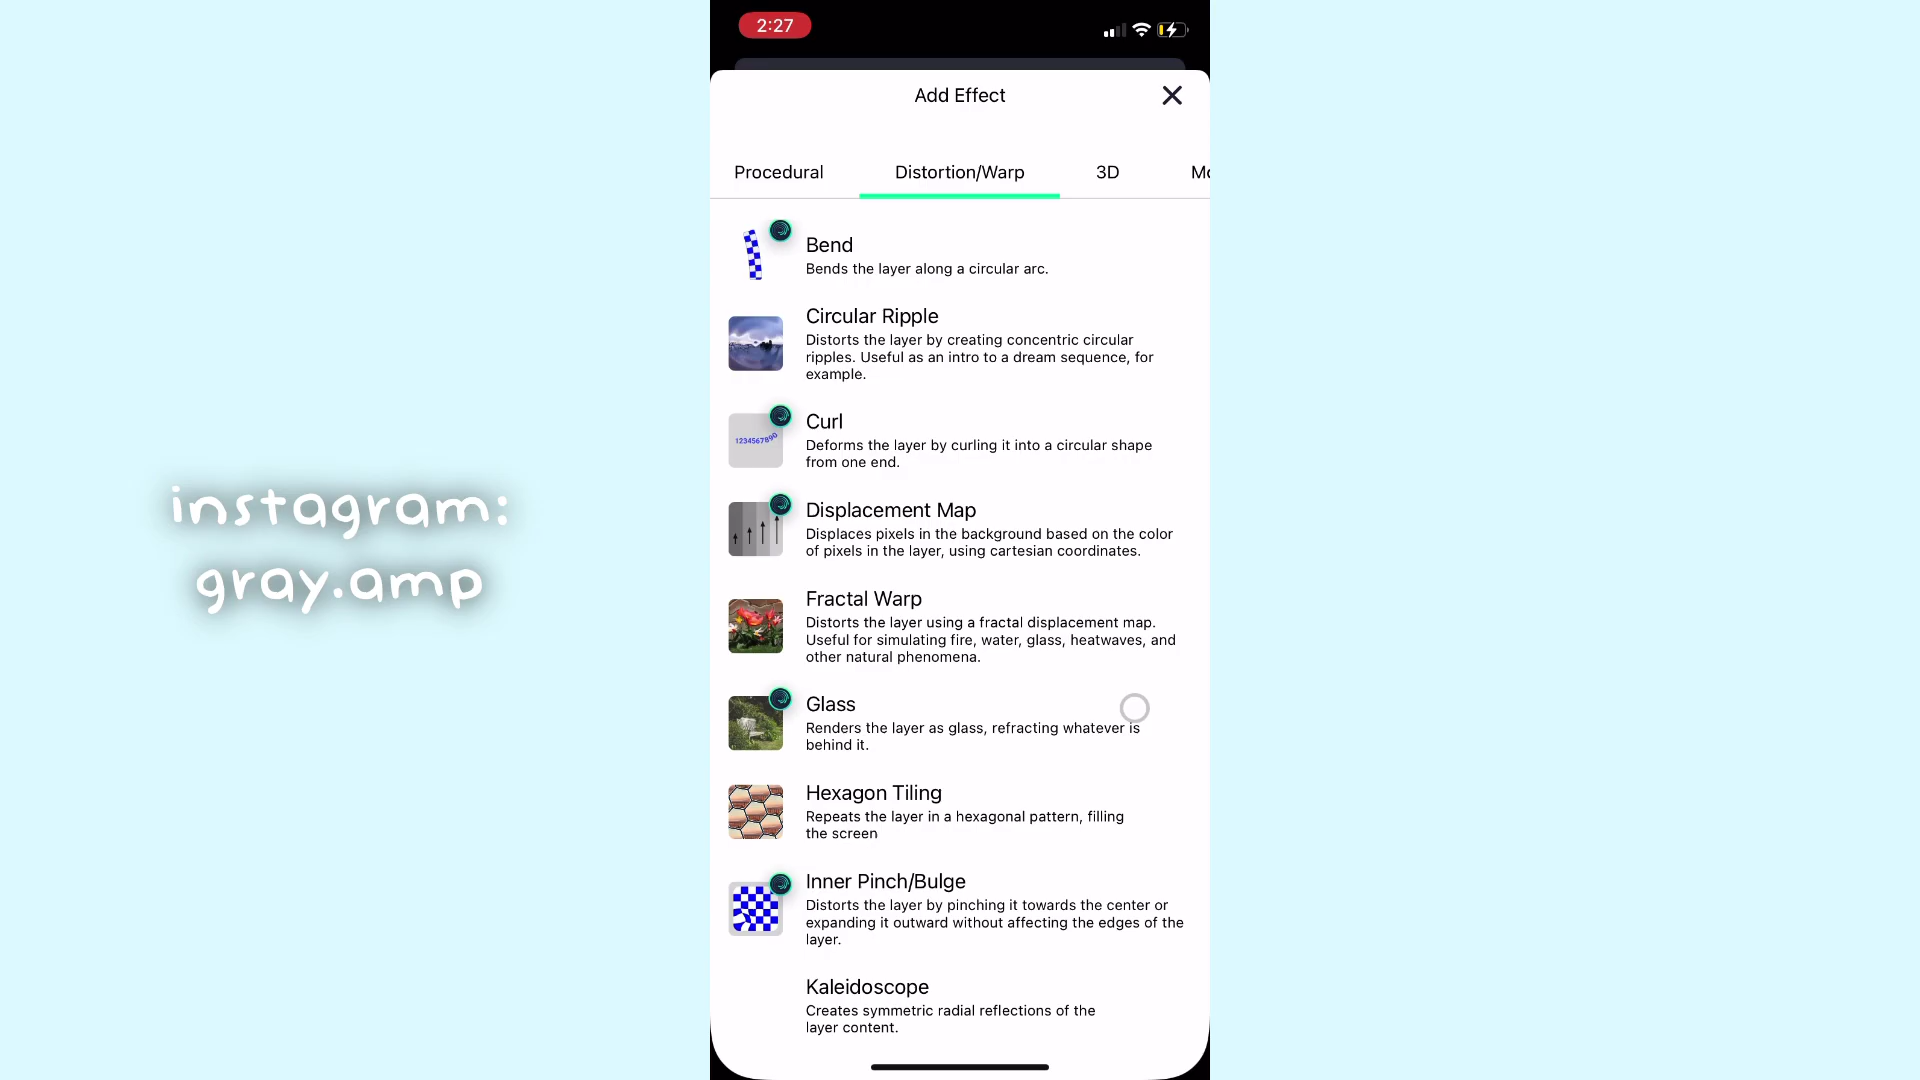 2:27
Add Effect
Procedural
Distortion/Warp
3D
Mo
Bend
Bends the layer along a circular arc.
Circular Ripple
Distorts the layer by creating concentric circular
ripples. Useful as an intro to a dream sequence, for
example.
1234567890
Curl
Deforms the layer by curling it into a circular shape
from one end.
Displacement Map
Displaces pixels in the background based on the color
of pixels in the layer, using cartesian coordinates.
instagram:
gray.amp
Fractal Warp
Distorts the layer using a fractal displacement map.
Useful for simulating fire, water, glass, heatwaves, and
other natural phenomena.
Glass
Renders the layer as glass, refracting whatever is
behind it.
Hexagon Tiling
Repeats the layer in a hexagonal pattern, filling
the screen
Inner Pinch/Bulge
Distorts the layer by pinching it towards the center or
expanding it outward without affecting the edges of the
layer.
Kaleidoscope
Creates symmetric radial reflections of the
layer content.